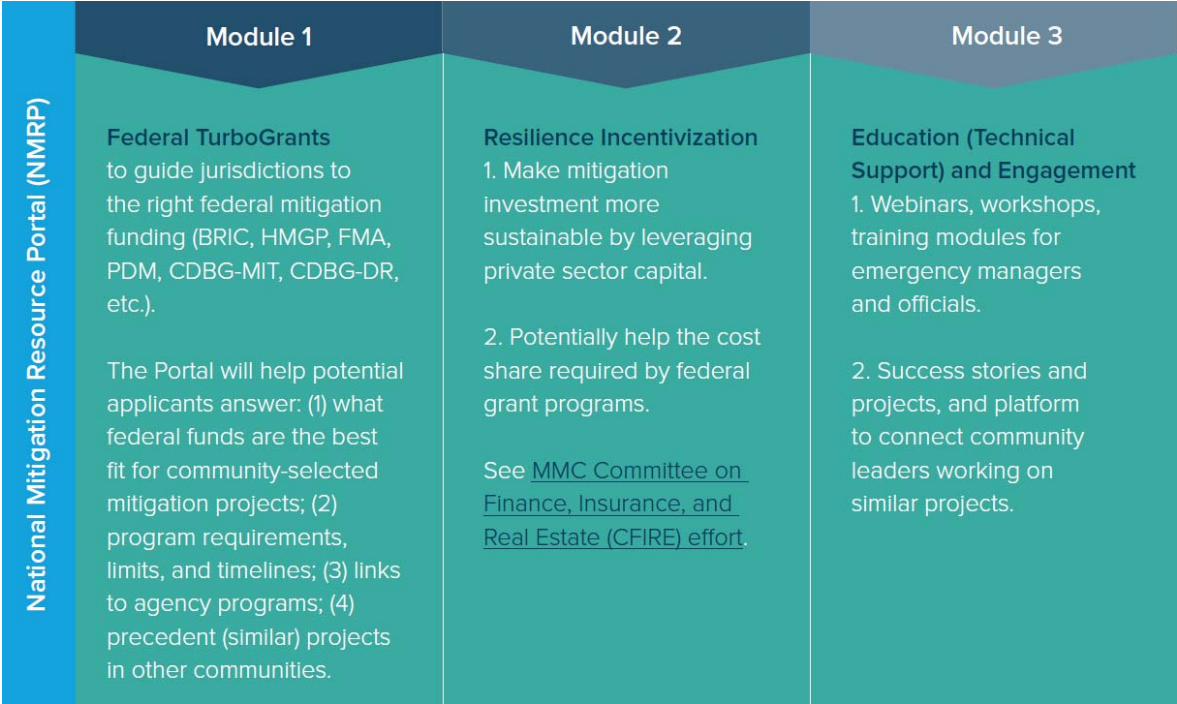 National Mitigation Resource Portal (NMRP)
Module 1
Federal TurboGrants
to guide jurisdictions to
the right federal mitigation
funding (BRIC, HMGP, FMA,
PDM, CDBG-MIT, CDBG-DR,
etc.).
The Portal will help potential
applicants answer: (1) what
federal funds are the best
fit for community-selected
mitigation projects; (2)
program requirements,
limits, and timelines; (3) links
to agency programs; (4)
precedent (similar) projects
in other communities.
Module 2
Resilience Incentivization
1. Make mitigation
investment more
sustainable by leveraging
private sector capital.
2. Potentially help the cost
share required by federal
grant programs.
See MMC Committee on
Finance, Insurance, and
Real Estate (CFIRE) effort.
Module 3
Education (Technical
Support) and Engagement
1. Webinars, workshops,
training modules for
emergency managers
and officials.
2. Success stories and
projects, and platform
to connect community
leaders working on
similar projects.